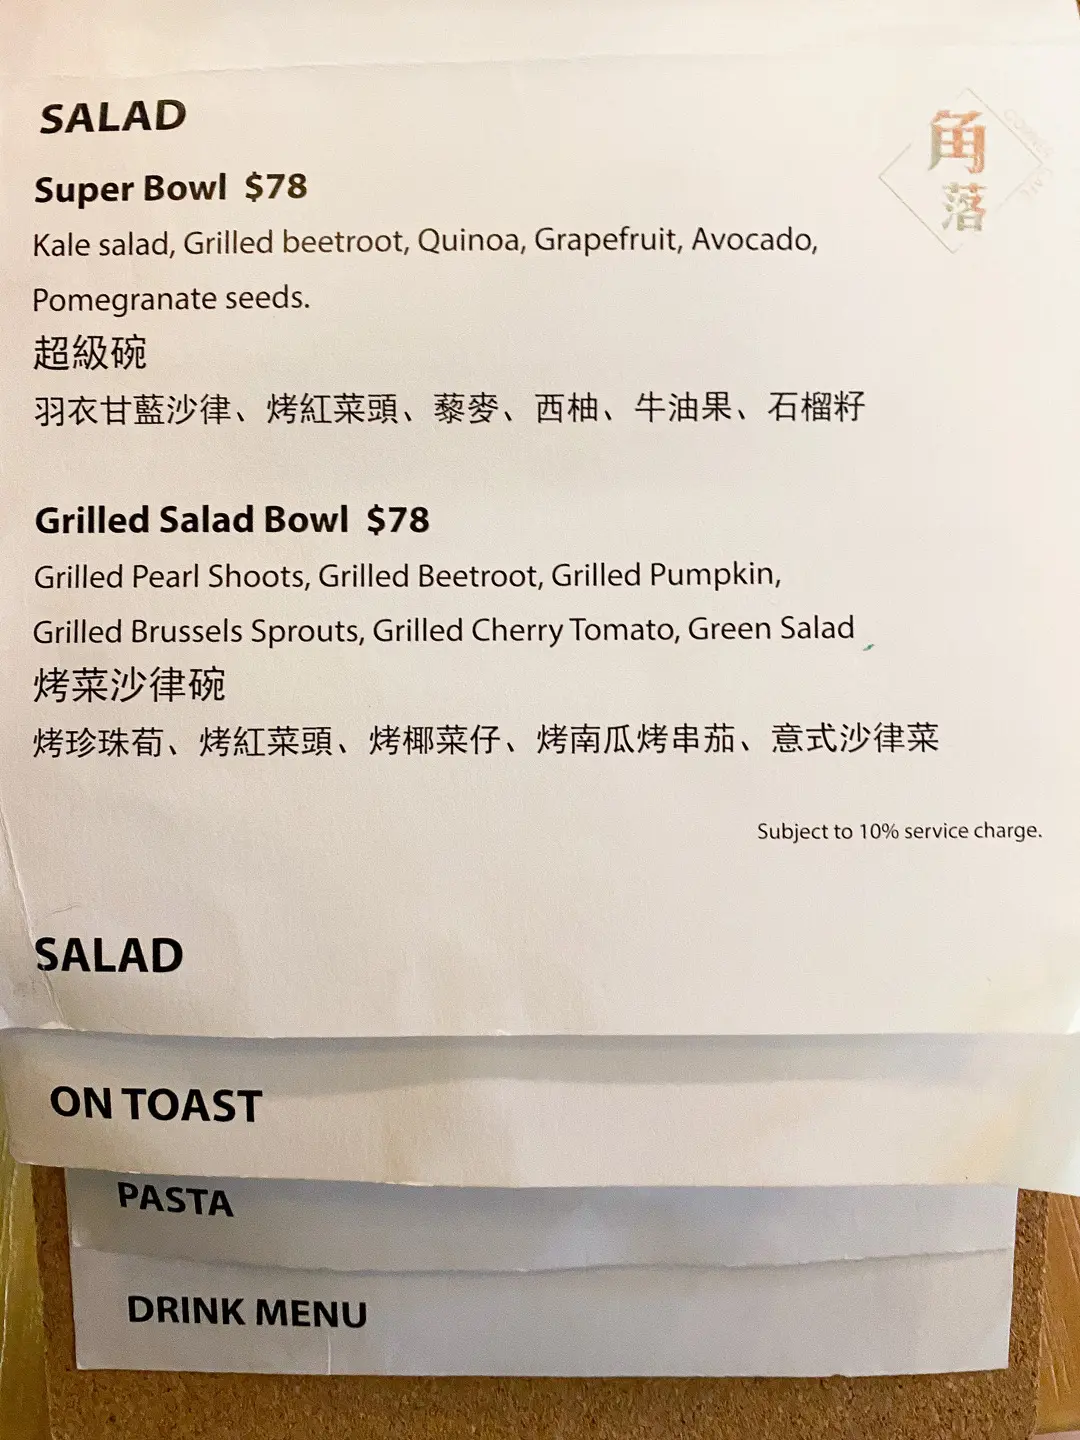 SALAD
角落
CORNER CAFE
Super Bowl $78
Kale salad, Grilled beetroot, Quinoa, Grapefruit, Avocado,
Pomegranate seeds.
超級碗
羽衣甘藍沙律、烤紅菜頭、藜麥、西柚、牛油果、石榴籽
Grilled Salad Bowl $78
Grilled Pearl Shoots, Grilled Beetroot, Grilled Pumpkin,
Grilled Brussels Sprouts, Grilled Cherry Tomato, Green Salad
烤菜沙律碗
烤珍珠荀、烤紅菜頭、烤椰菜仔、烤南瓜烤串茄、意式沙律菜
Subject to 10% service charge.
SALAD
ON TOAST
PASTA
DRINK MENU